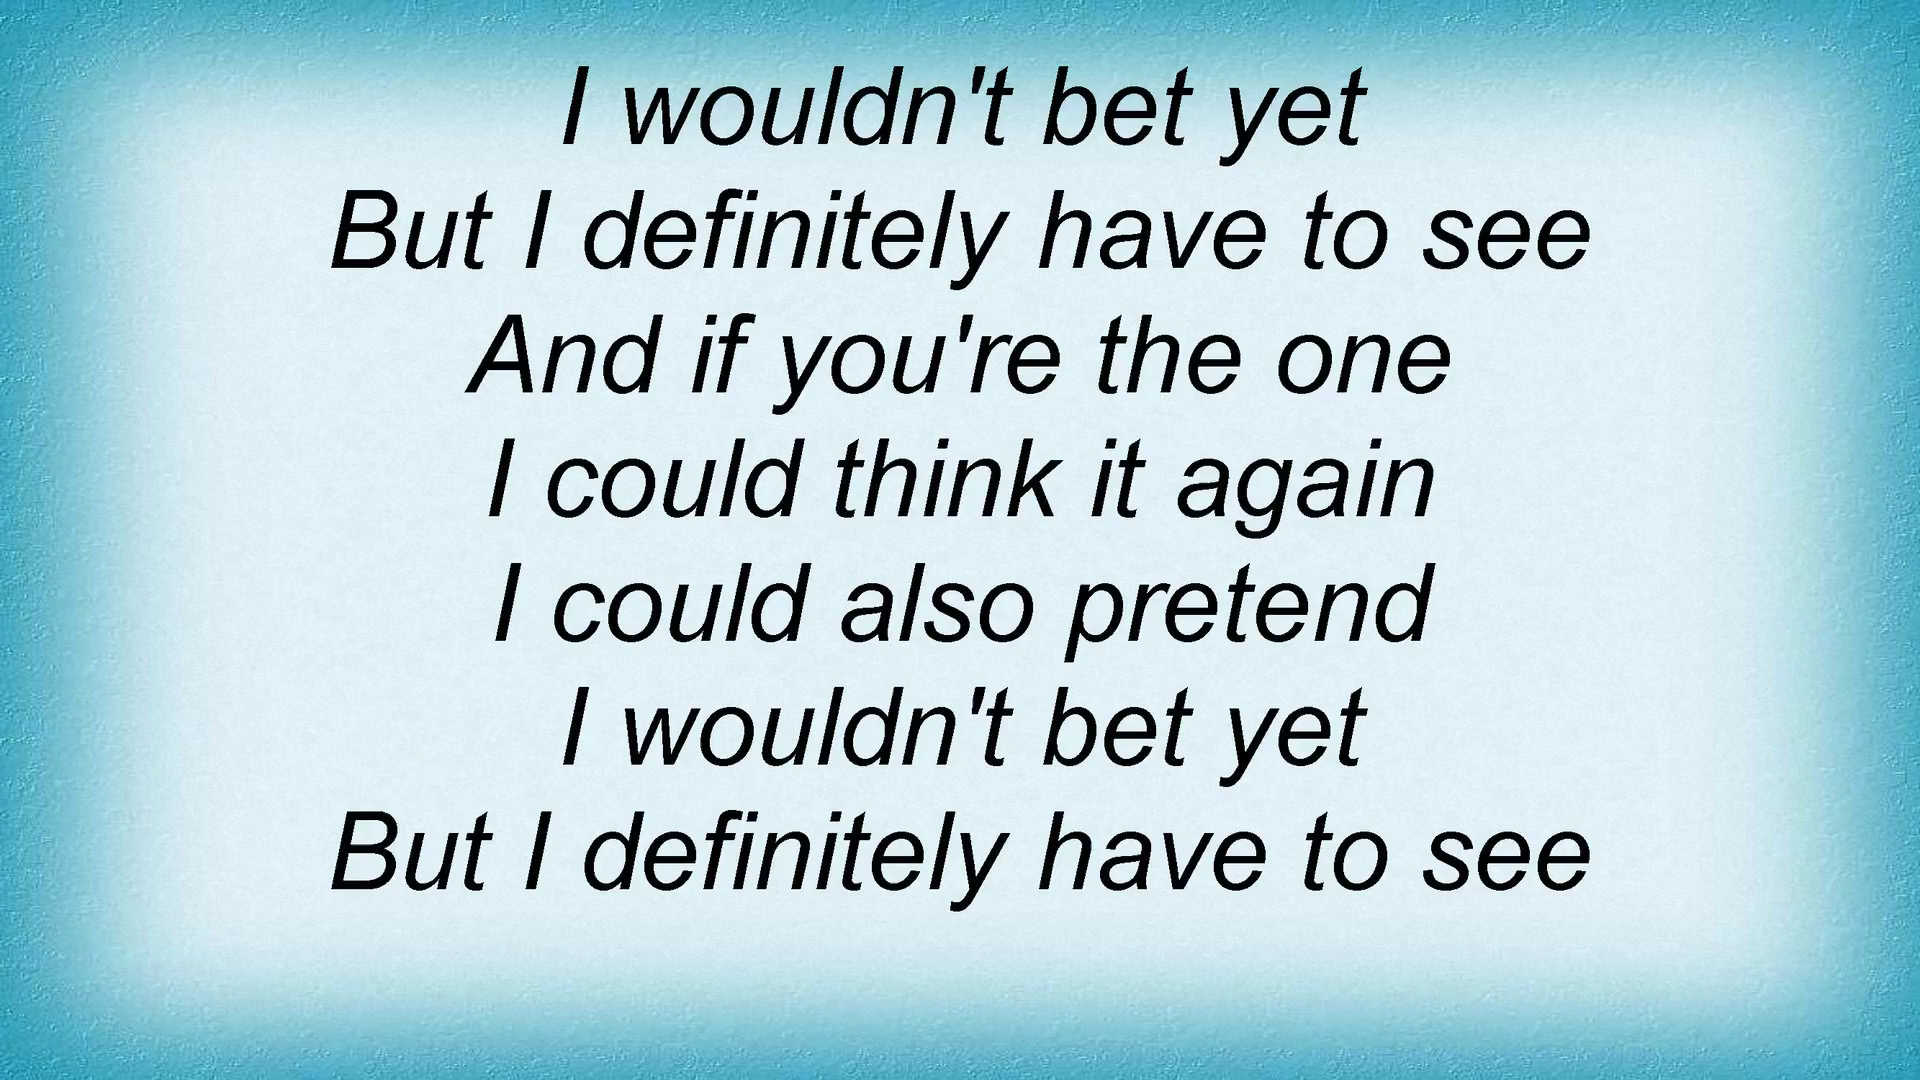 I wouldn't bet yet
But I definitely have to see
And if you're the one
I could think it again
I could also pretend
I wouldn't bet yet
But I definitely have to see